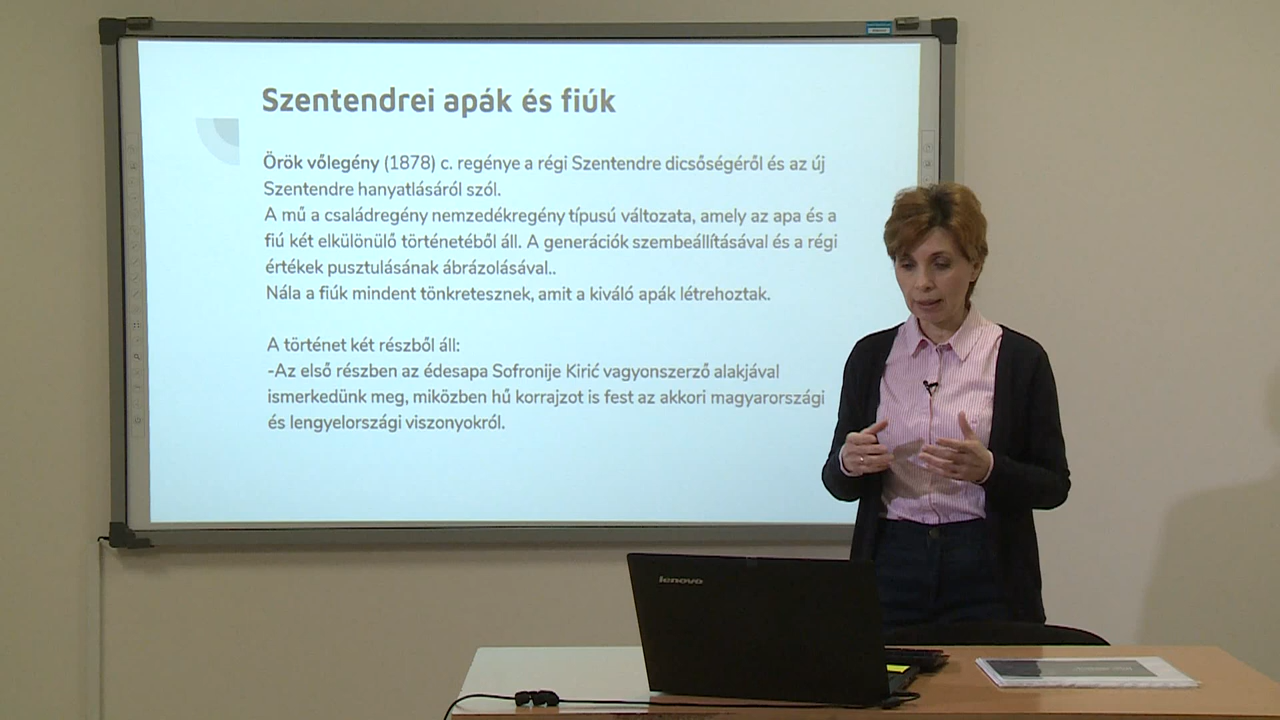 Szentendrei apák és fiúk
Örök vőlegény (1878) c. regénye a régi Szentendre dicsőségéről és az új
Szentendre hanyatlásáról szól.
A mű a családregény nemzedékregény típusú változata, amely az apa és a
fiú két elkülönülő történetéből áll. A generációk szembeállításával és a régi
értékek pusztulásának ábrázolásával..
Nála a fiúk mindent tönkretesznek, amit a kiváló apák létrehoztak.
A történet két részből áll:
-Az első részben az édesapa Sofronije Kirić vagyonszerző alakjával
ismerkedünk meg, miközben hű korrajzot is fest az akkori magyarországi
és lengyelországi viszonyokról.
lenovo